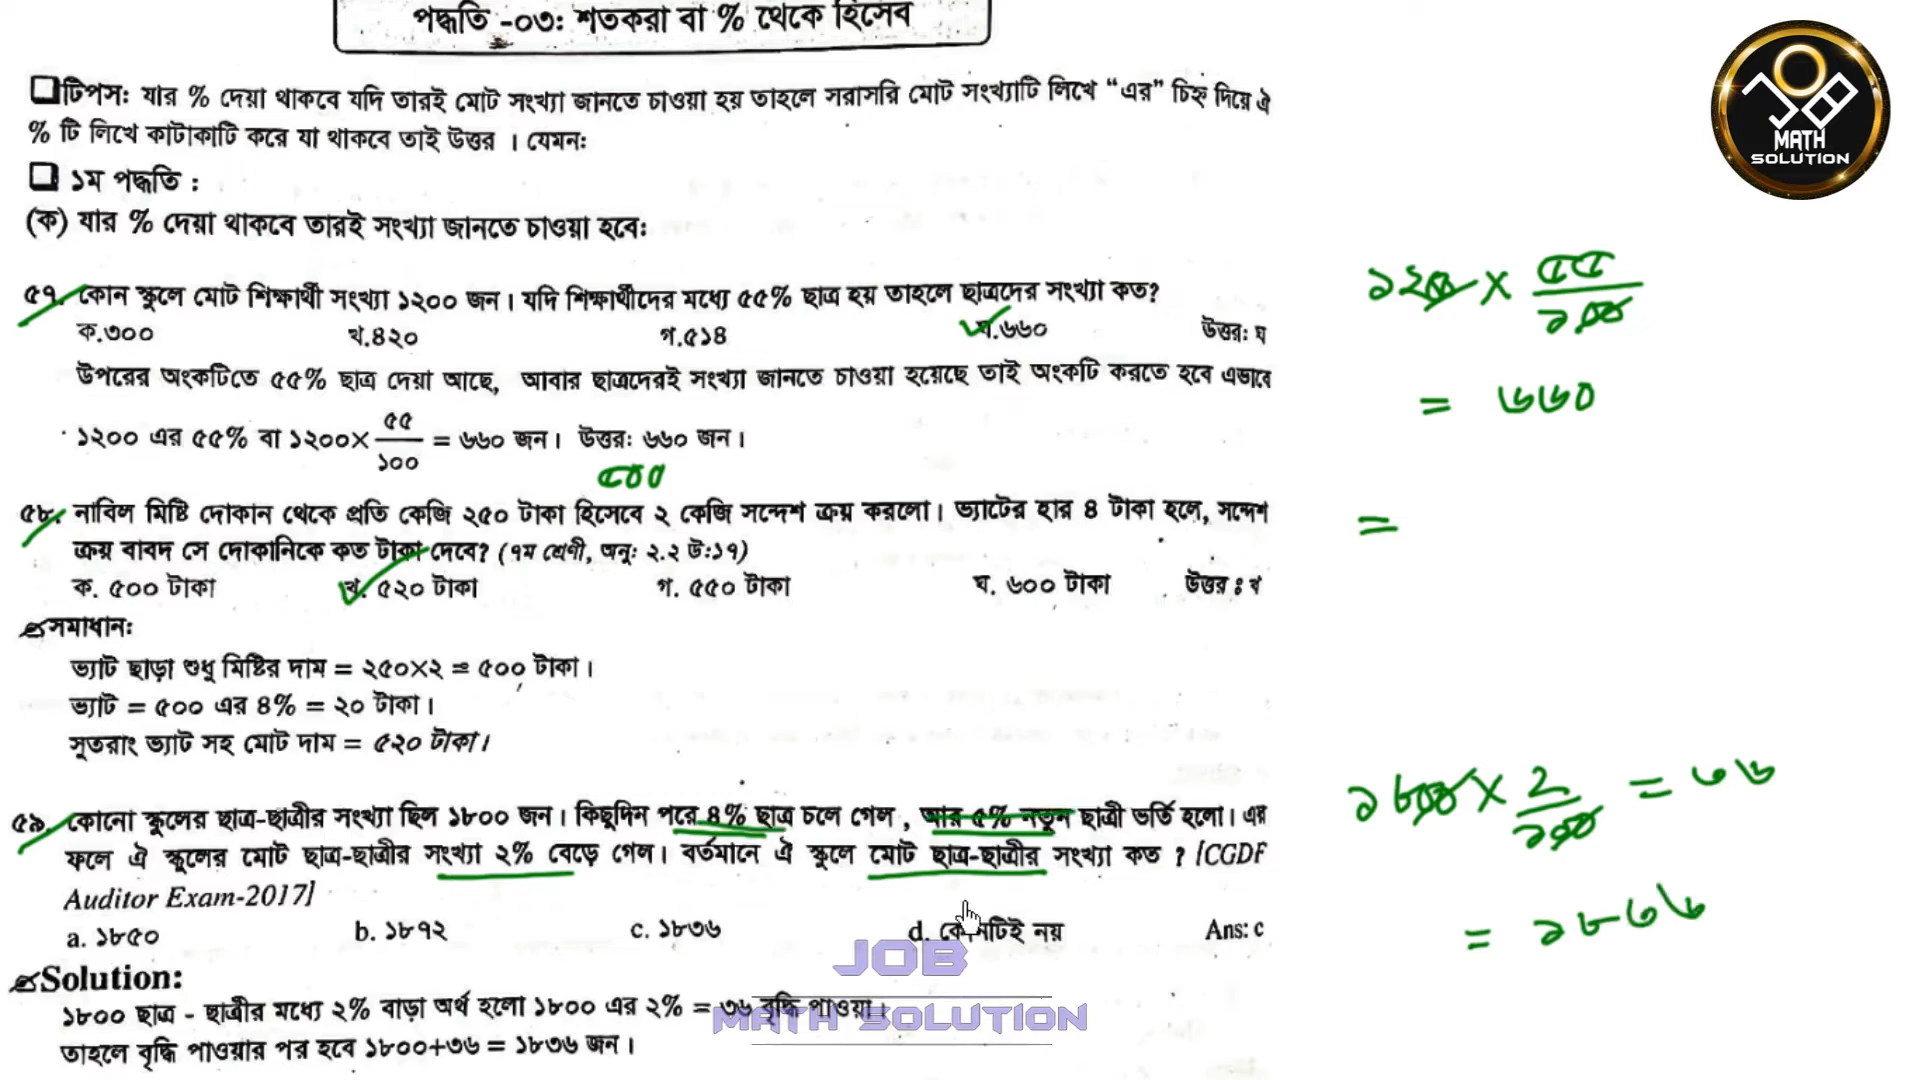 পদ্ধতি -০৩: শতকরা বা % থেকে হিসেব
টিপস: যার % দেয়া থাকবে যদি তারই মোট সংখ্যা জানতে চাওয়া হয় তাহলে সরাসরি মোট সংখ্যাটি লিখে “এর” চিহ্ন দিয়ে ঐ
% টি লিখে কাটাকাটি করে যা থাকবে তাই উত্তর । যেমন:
১ম পদ্ধতি :
(ক) যার % দেয়া থাকবে তারই সংখ্যা জানতে চাওয়া হবে:
৫৭. কোন স্কুলে মোট শিক্ষার্থী সংখ্যা ১২০০ জন। যদি শিক্ষার্থীদের মধ্যে ৫৫% ছাত্র হয় তাহলে ছাত্রদের সংখ্যা কত?
ক.৩০০ খ.৪২০ গ.৫১৪ ঘ.৬৬০ উত্তর: ঘ
উপরের অংকটিতে ৫৫% ছাত্র দেয়া আছে, আবার ছাত্রদেরই সংখ্যা জানতে চাওয়া হয়েছে তাই অংকটি করতে হবে এভাবে
১২০০ এর ৫৫% বা ১২০০× ৫৫/১০০ = ৬৬০ জন। উত্তর: ৬৬০ জন।
৫০০
৫৮. নাবিল মিষ্টি দোকান থেকে প্রতি কেজি ২৫০ টাকা হিসেবে ২ কেজি সন্দেশ ক্রয় করলো। ভ্যাটের হার ৪ টাকা হলে, সন্দেশ
ক্রয় বাবদ সে দোকানিকে কত টাকা দেবে? (৭ম শ্রেণী, অনু: ২.২ উ:১৭)
ক. ৫০০ টাকা খ. ৫২০ টাকা গ. ৫৫০ টাকা ঘ. ৬০০ টাকা উত্তর : খ
সমাধান:
ভ্যাট ছাড়া শুধু মিষ্টির দাম = ২৫০×২ = ৫০০ টাকা।
ভ্যাট = ৫০০ এর ৪% = ২০ টাকা।
সুতরাং ভ্যাট সহ মোট দাম = ৫২০ টাকা।
৫৯. কোনো স্কুলের ছাত্র-ছাত্রীর সংখ্যা ছিল ১৮০০ জন। কিছুদিন পরে ৪% ছাত্র চলে গেল, আর ৫% নতুন ছাত্রী ভর্তি হলো। এর
ফলে ঐ স্কুলের মোট ছাত্র-ছাত্রীর সংখ্যা ২% বেড়ে গেল। বর্তমানে ঐ স্কুলে মোট ছাত্র-ছাত্রীর সংখ্যা কত ? [CGDF
Auditor Exam-2017]
a. ১৮৫০ b. ১৮৭২ c. ১৮৩৬ d. কোনটিই নয় Ans: c
Solution:
১৮০০ ছাত্র - ছাত্রীর মধ্যে ২% বাড়া অর্থ হলো ১৮০০ এর ২% = ৩৬ বৃদ্ধি পাওয়া।
তাহলে বৃদ্ধি পাওয়ার পর হবে ১৮০০+৩৬ = ১৮৩৬ জন।
১২০০ × ৫৫/১০০
= ৬৬০
=
১৮০০ × ২/১০০ = ৩৬
= ১৮৩৬
MATH
SOLUTION
JOB
MATH SOLUTION